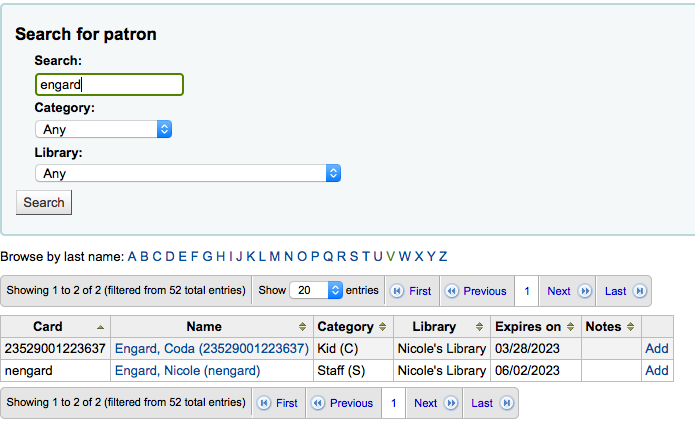 Search for patron
Search:
engard
Category:
Any
Library:
Any
Search
Browse by last name: A B C D E F G H I J K L M N O P Q R S T U V W X Y Z
Showing 1 to 2 of 2 (filtered from 52 total entries) Show 20 entries First Previous 1 Next Last
Card Name Category Library Expires on Notes
23529001223637 Engard, Coda (23529001223637) Kid (C) Nicole's Library 03/28/2023 Add
nengard Engard, Nicole (nengard) Staff (S) Nicole's Library 06/02/2023 Add
Showing 1 to 2 of 2 (filtered from 52 total entries) First Previous 1 Next Last